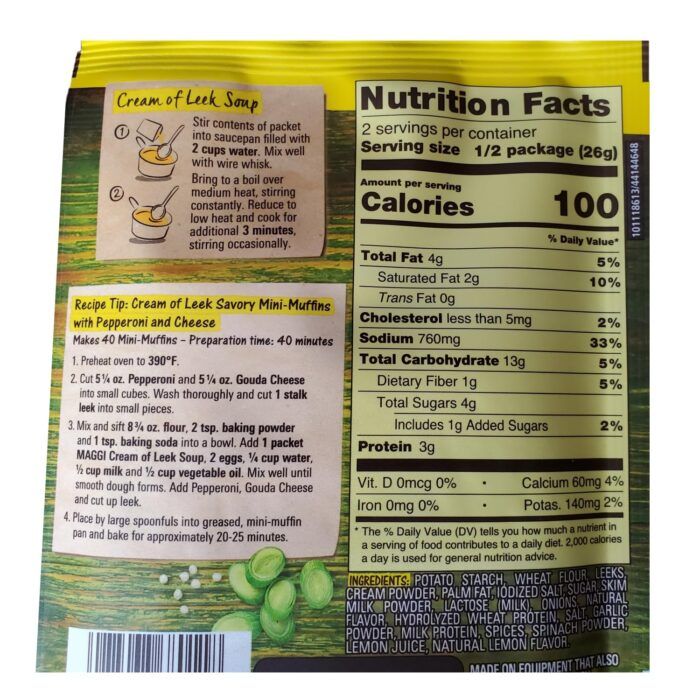 Cream of Leek Soup
1
Stir contents of packet
into saucepan filled with
2 cups water. Mix well
with wire whisk.
2
Bring to a boil over
medium heat, stirring
constantly. Reduce to
low heat and cook for
additional 3 minutes,
stirring occasionally.
Recipe Tip: Cream of Leek Savory Mini-Muffins
with Pepperoni and Cheese
Makes 40 Mini-Muffins – Preparation time: 40 minutes
1. Preheat oven to 390°F.
2. Cut 5¼ oz. Pepperoni and 5¼ oz. Gouda Cheese
into small cubes. Wash thoroughly and cut 1 stalk
leek into small pieces.
3. Mix and sift 8¾ oz. flour, 2 tsp. baking powder
and 1 tsp. baking soda into a bowl. Add 1 packet
MAGGI Cream of Leek Soup, 2 eggs, ¼ cup water,
½ cup milk and ½ cup vegetable oil. Mix well until
smooth dough forms. Add Pepperoni, Gouda Cheese
and cut up leek.
4. Place by large spoonfuls into greased, mini-muffin
pan and bake for approximately 20-25 minutes.
Nutrition Facts
2 servings per container
Serving size 1/2 package (26g)
Amount per serving
Calories 100
% Daily Value*
Total Fat 4g 5%
Saturated Fat 2g 10%
Trans Fat 0g
Cholesterol less than 5mg 2%
Sodium 760mg 33%
Total Carbohydrate 13g 5%
Dietary Fiber 1g 5%
Total Sugars 4g
Includes 1g Added Sugars 2%
Protein 3g
Vit. D 0mcg 0% • Calcium 60mg 4%
Iron 0mg 0% • Potas. 140mg 2%
* The % Daily Value (DV) tells you how much a nutrient in
a serving of food contributes to a daily diet. 2,000 calories
a day is used for general nutrition advice.
INGREDIENTS: POTATO STARCH, WHEAT FLOUR, LEEKS,
CREAM POWDER, PALM FAT, IODIZED SALT, SUGAR, SKIM
MILK POWDER, LACTOSE (MILK), ONIONS, NATURAL
FLAVOR, HYDROLYZED WHEAT PROTEIN, SALT, GARLIC
POWDER, MILK PROTEIN, SPICES, SPINACH POWDER,
LEMON JUICE, NATURAL LEMON FLAVOR.
MADE ON EQUIPMENT THAT ALSO
101118613/44144648